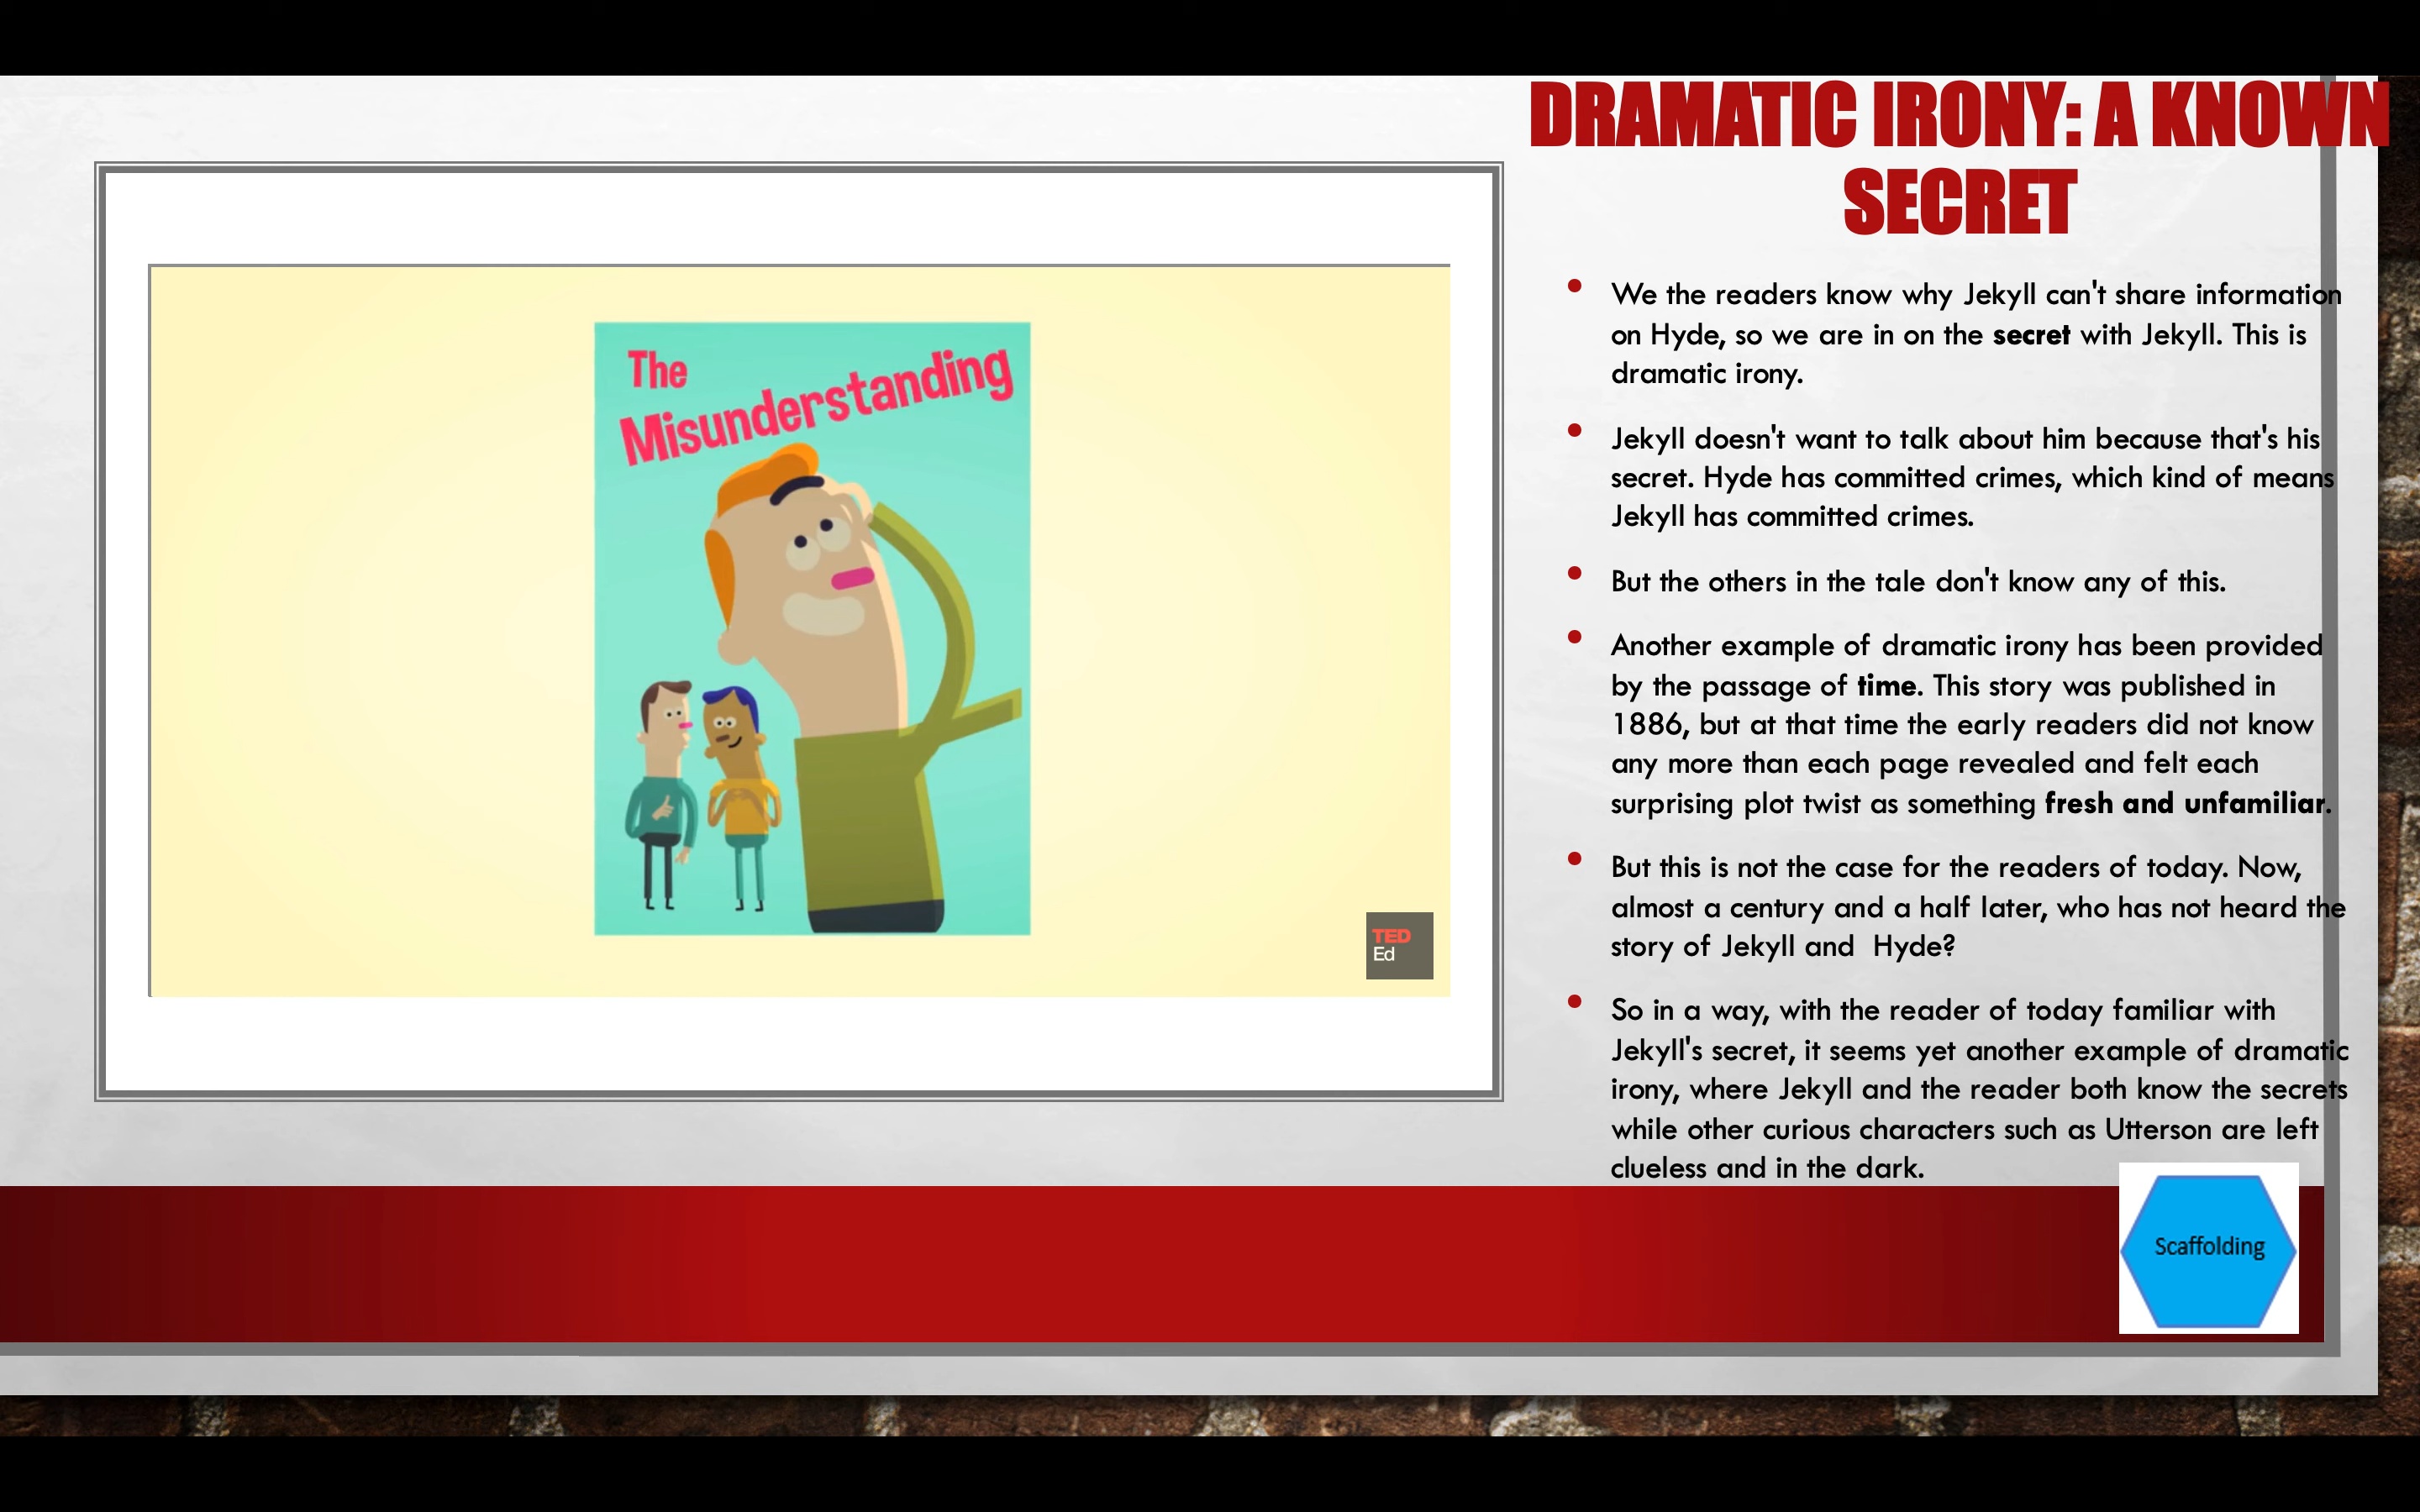 DRAMATIC IRONY: A KNOWN
SECRET
The
Misunderstanding
TED
Ed
We the readers know why Jekyll can't share information
on Hyde, so we are in on the secret with Jekyll. This is
dramatic irony.
Jekyll doesn't want to talk about him because that's his
secret. Hyde has committed crimes, which kind of means
Jekyll has committed crimes.
But the others in the tale don't know any of this.
Another example of dramatic irony has been provided
by the passage of time. This story was published in
1886, but at that time the early readers did not know
any more than each page revealed and felt each
surprising plot twist as something fresh and unfamiliar.
But this is not the case for the readers of today. Now,
almost a century and a half later, who has not heard the
story of Jekyll and  Hyde?
So in a way, with the reader of today familiar with
Jekyll's secret, it seems yet another example of dramatic
irony, where Jekyll and the reader both know the secrets
while other curious characters such as Utterson are left
clueless and in the dark.
Scaffolding